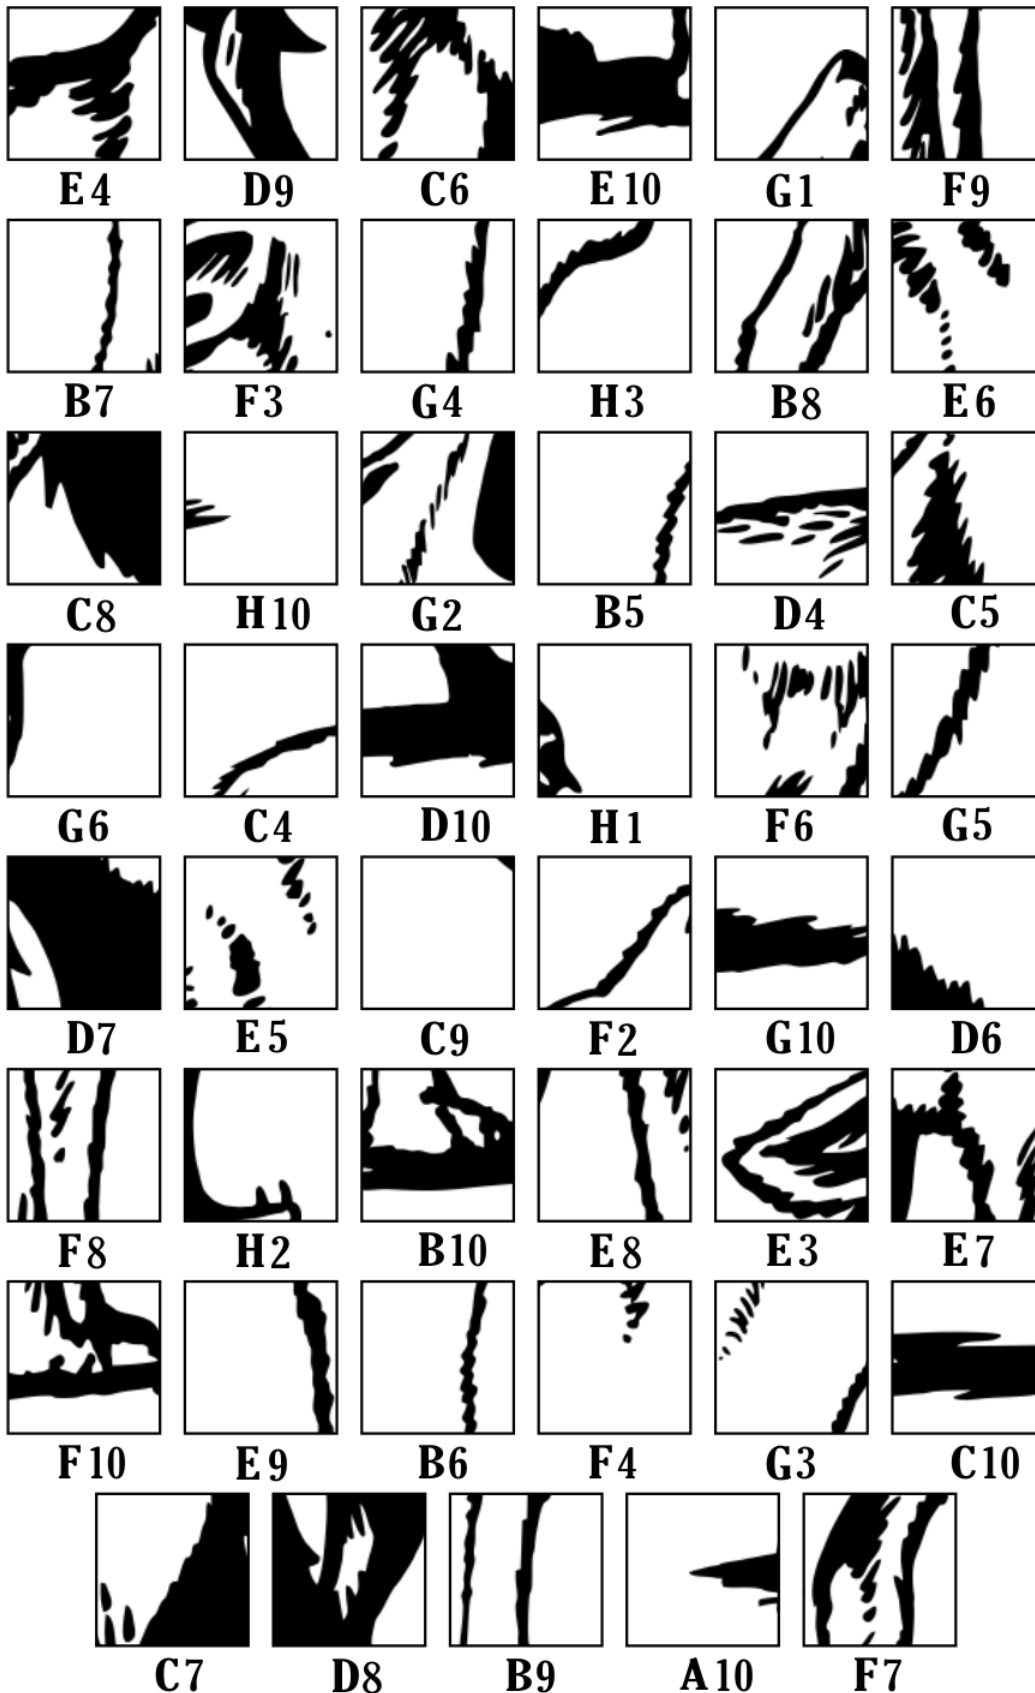 E4 D9 C6 E10 G1 F9
B7 F3 G4 H3 B8 E6
C8 H10 G2 B5 D4 C5
G6 C4 D10 H1 F6 G5
D7 E5 C9 F2 G10 D6
F8 H2 B10 E8 E3 E7
F10 E9 B6 F4 G3 C10
C7 D8 B9 A10 F7